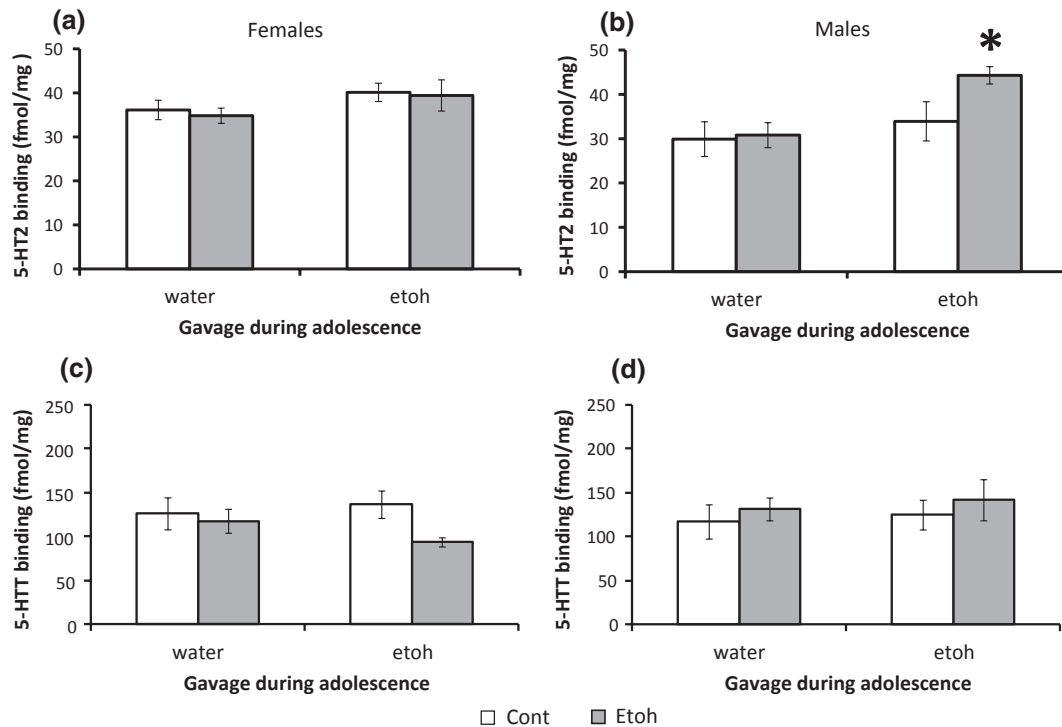 (a)
Females
5-HT2 binding (fmol/mg )
50
40
30
20
10
0
water etoh
Gavage during adolescence
(b)
Males
*
5-HT2 binding (fmol/mg)
50
40
30
20
10
0
water etoh
Gavage during adolescence
(c)
5-HTT binding (fmol/mg)
250
200
150
100
50
0
water etoh
Gavage during adolescence
(d)
5-HTT binding (fmol/mg)
250
200
150
100
50
0
water etoh
Gavage during adolescence
Cont Etoh